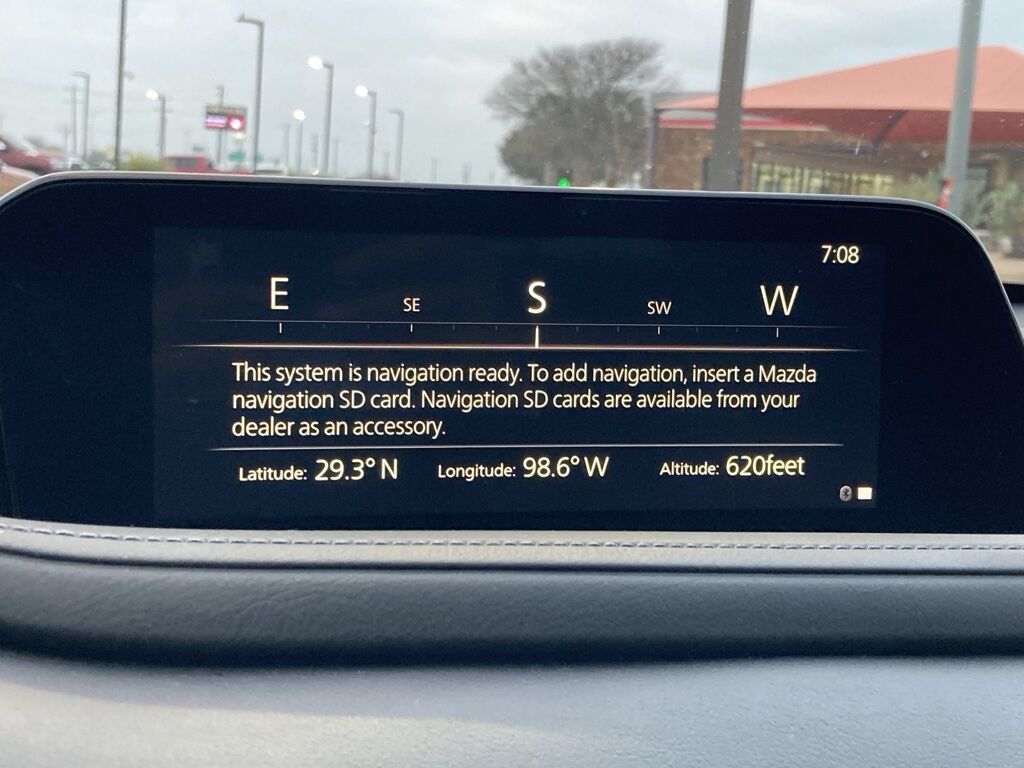 7:08
E SE S SW W
This system is navigation ready. To add navigation, insert a Mazda
navigation SD card. Navigation SD cards are available from your
dealer as an accessory.
Latitude: 29.3° N Longitude: 98.6° W Altitude: 620feet